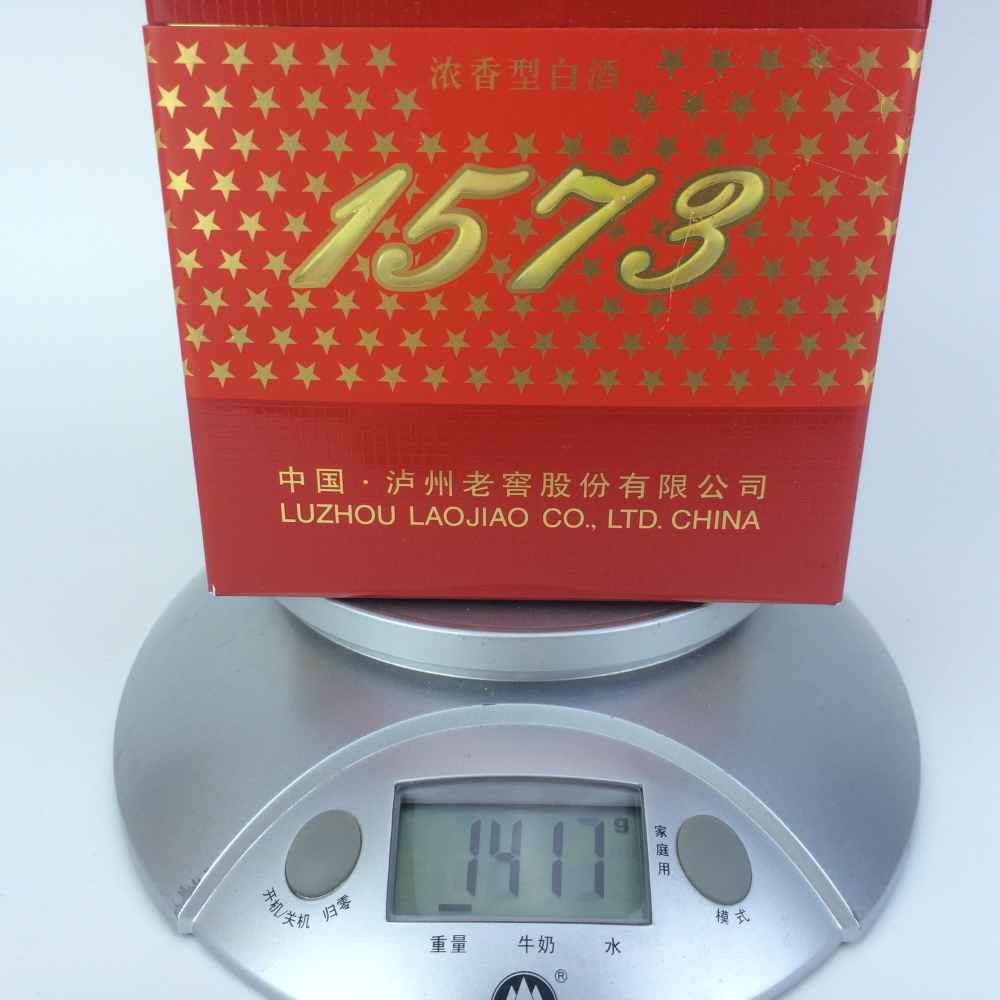 浓香型白酒
1573
中国·泸州老窖股份有限公司
LUZHOU LAOJIAO CO., LTD. CHINA
1417g
家庭用
开机/关机 归零
模式
重量 牛奶 水
®